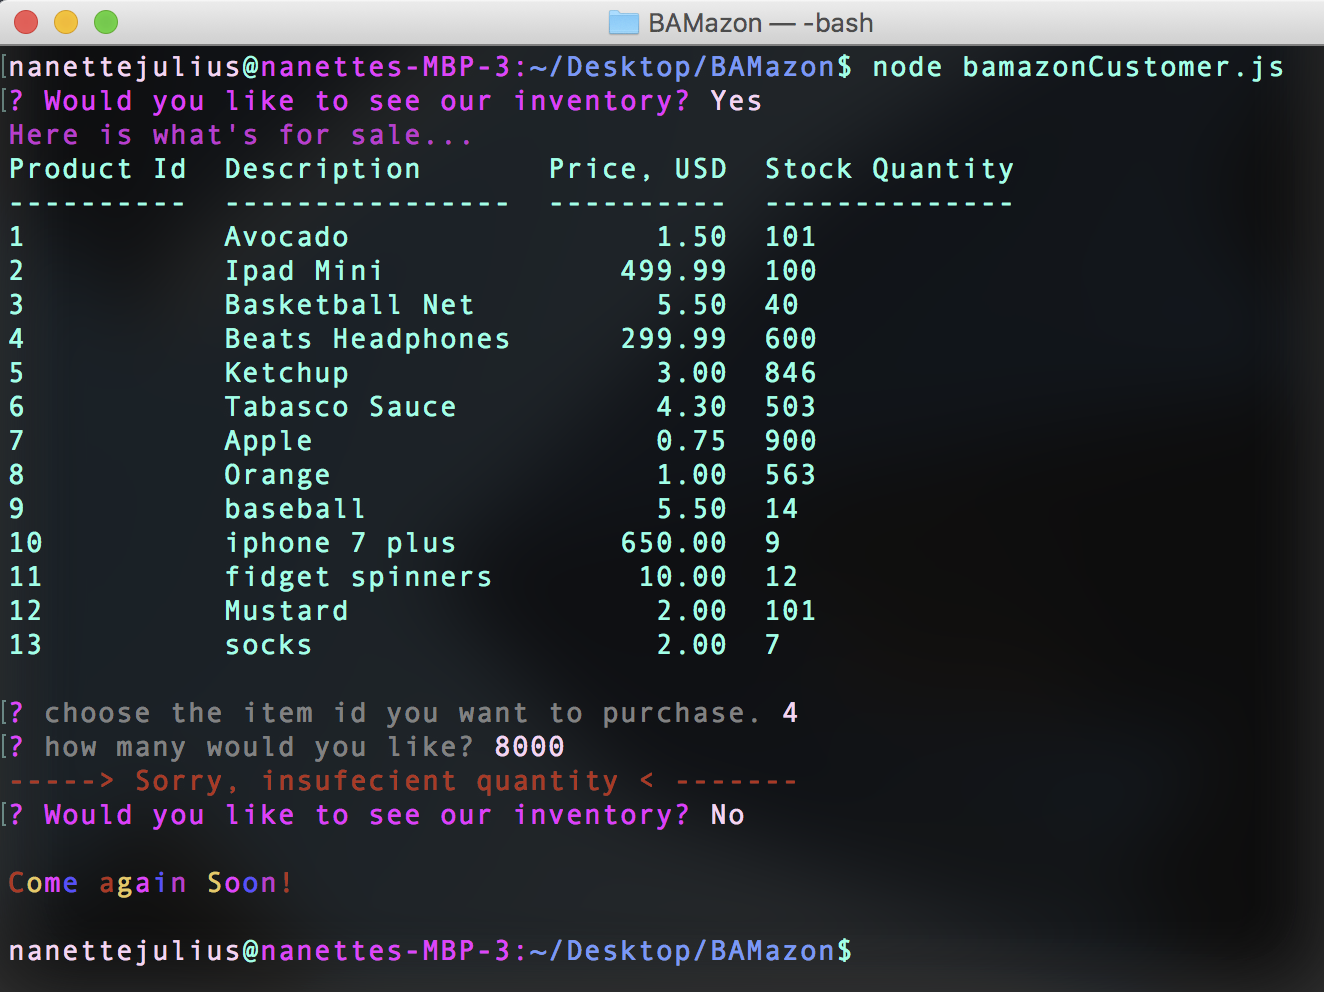 BAMazon — -bash
nanettejulius@nanettes-MBP-3:~/Desktop/BAMazon$ node bamazonCustomer.js
? Would you like to see our inventory? Yes
Here is what's for sale...
Product Id  Description       Price, USD  Stock Quantity
----------  ----------------  ----------  --------------
1           Avocado                 1.50  101
2           Ipad Mini             499.99  100
3           Basketball Net          5.50  40
4           Beats Headphones      299.99  600
5           Ketchup                 3.00  846
6           Tabasco Sauce           4.30  503
7           Apple                   0.75  900
8           Orange                  1.00  563
9           baseball                5.50  14
10          iphone 7 plus         650.00  9
11          fidget spinners        10.00  12
12          Mustard                 2.00  101
13          socks                   2.00  7
? choose the item id you want to purchase. 4
? how many would you like? 8000
-----> Sorry, insufecient quantity < -------
? Would you like to see our inventory? No
Come again Soon!
nanettejulius@nanettes-MBP-3:~/Desktop/BAMazon$